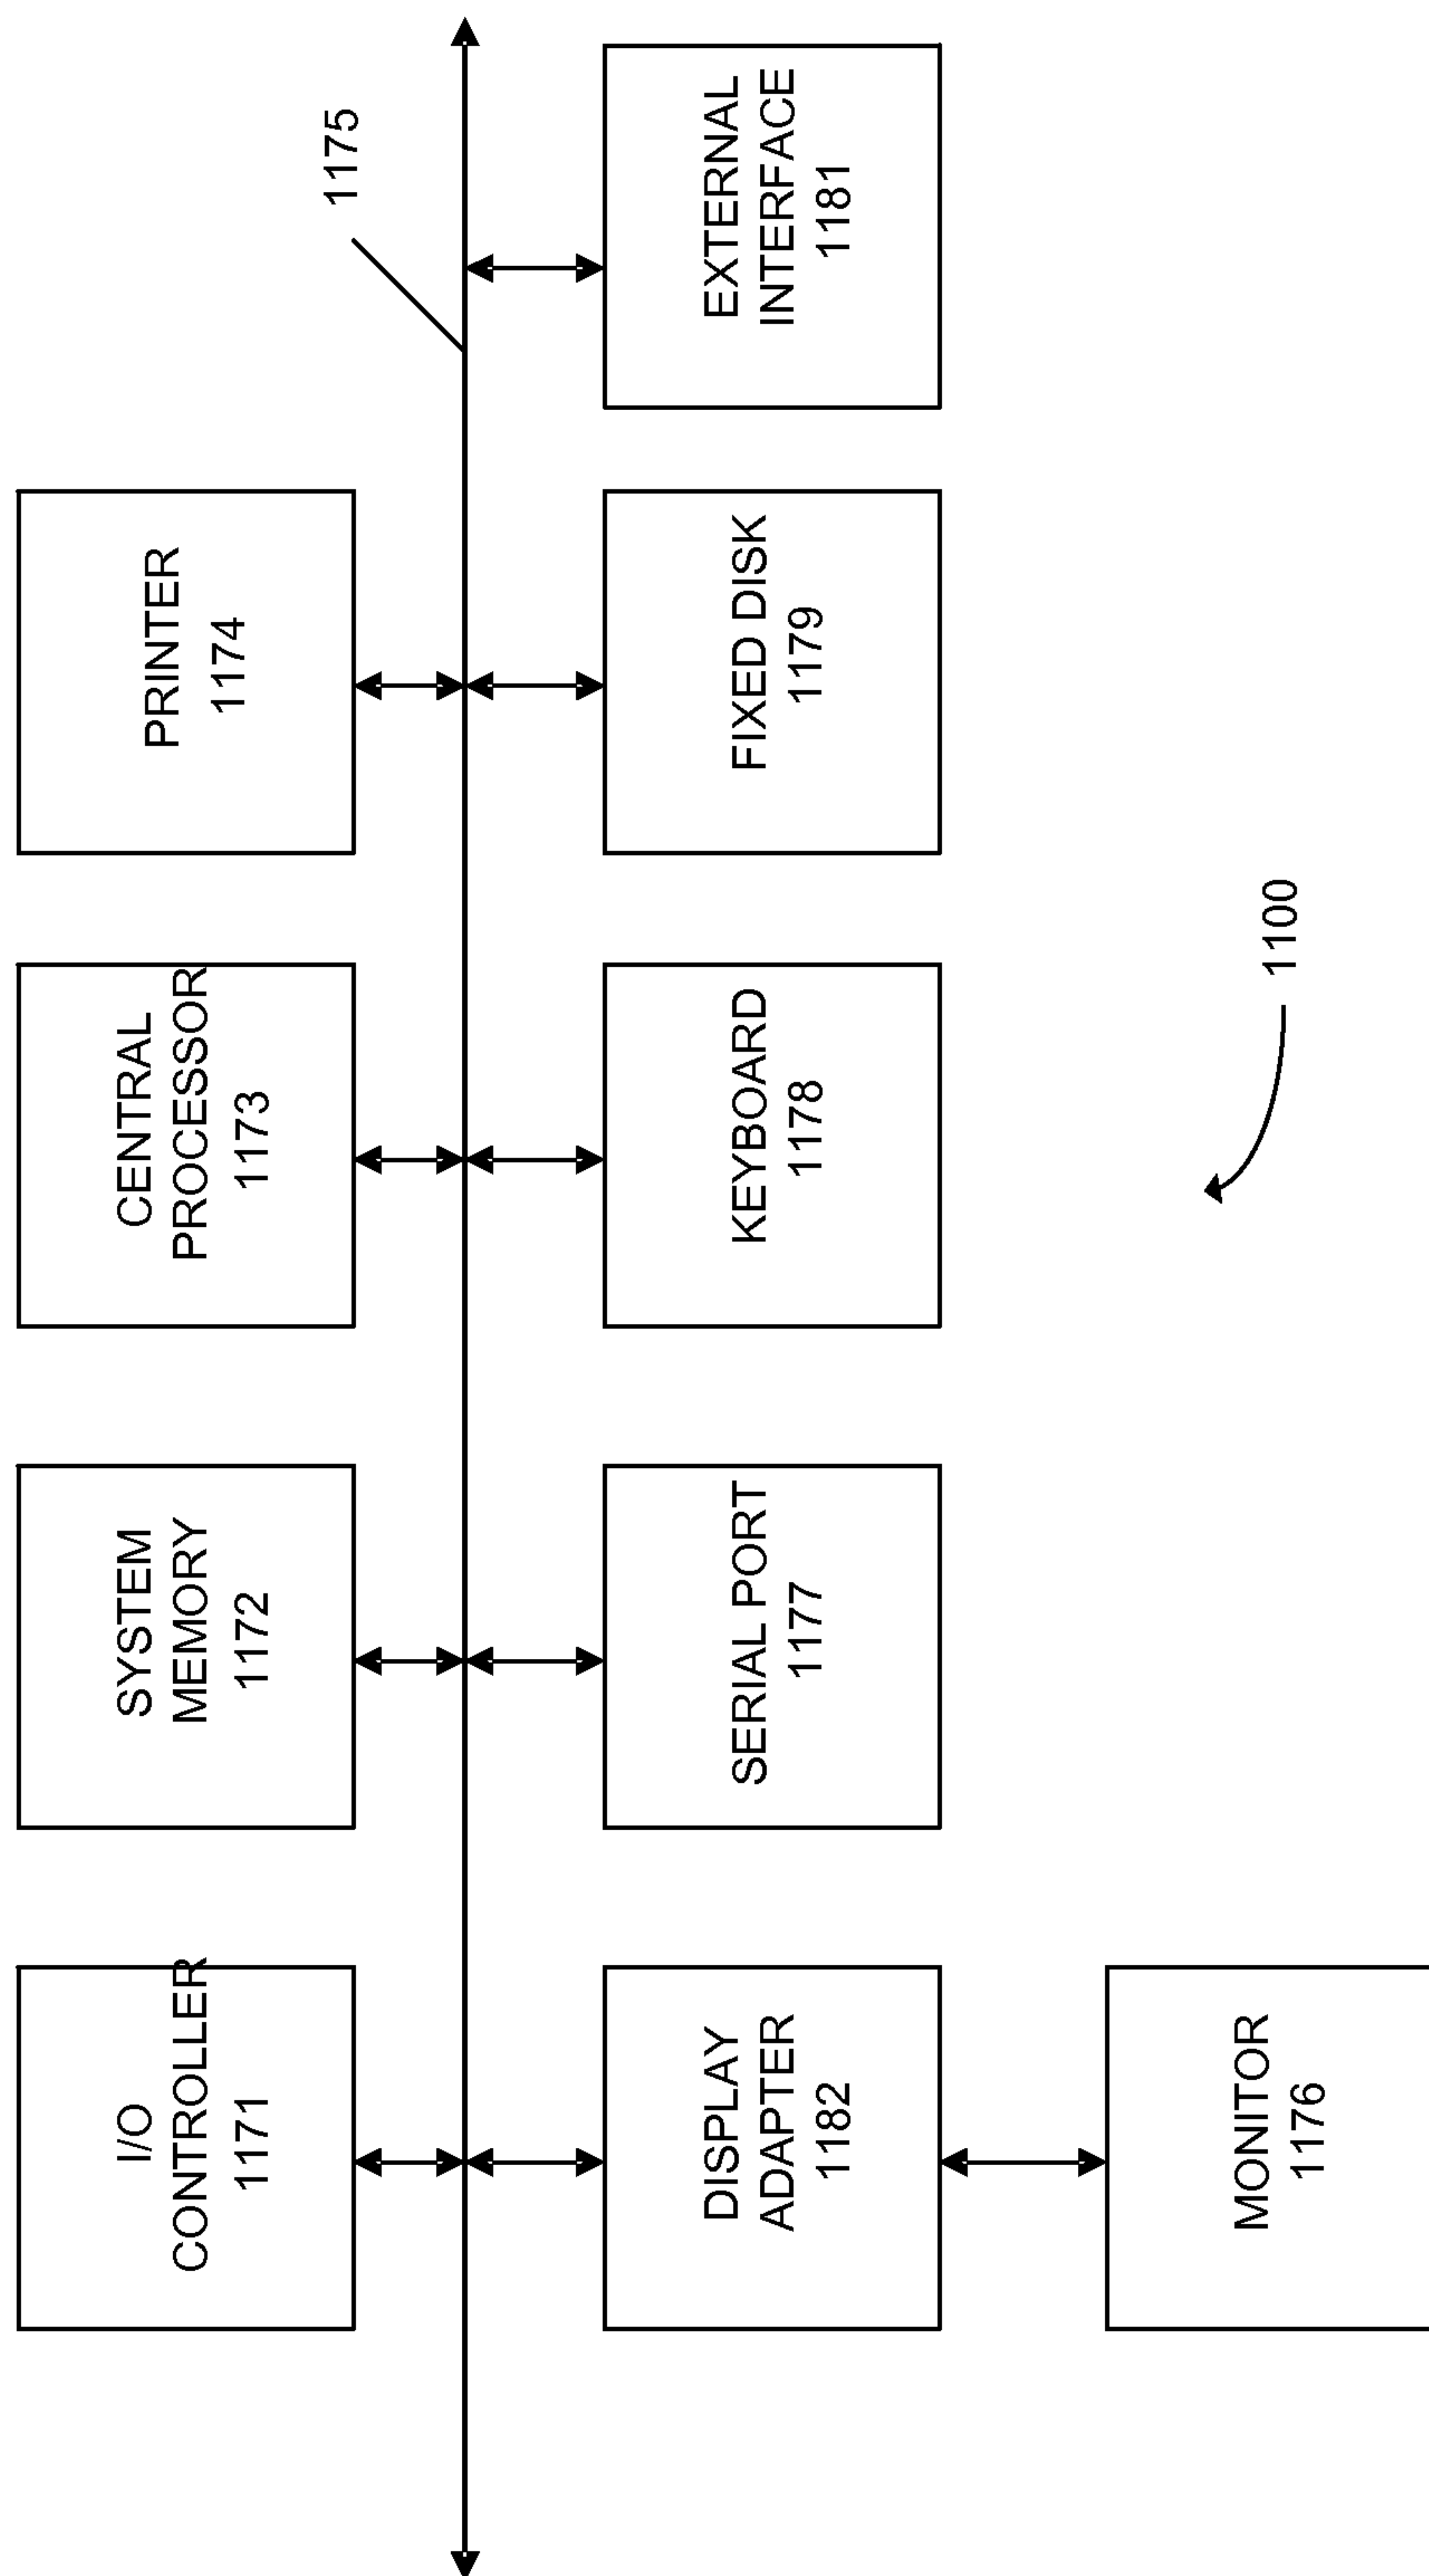 I/O
CONTROLLER
1171
SYSTEM
MEMORY
1172
CENTRAL
PROCESSOR
1173
PRINTER
1174
1175
DISPLAY
ADAPTER
1182
SERIAL PORT
1177
KEYBOARD
1178
FIXED DISK
1179
EXTERNAL
INTERFACE
1181
MONITOR
1176
1100